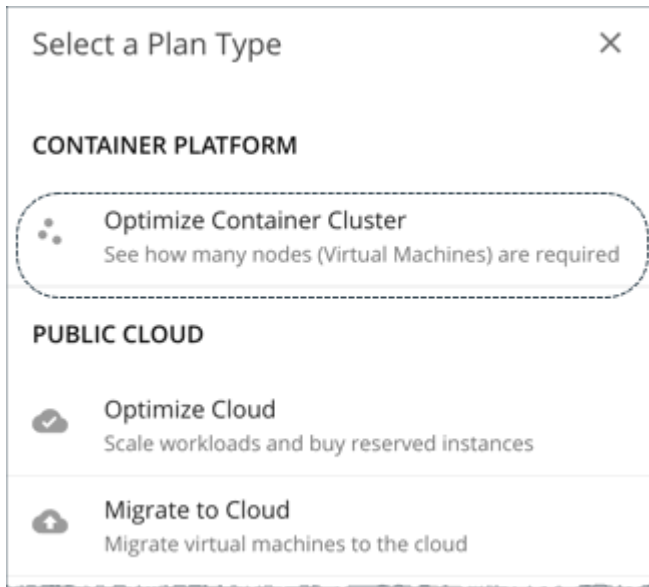 Select a Plan Type
CONTAINER PLATFORM
Optimize Container Cluster
See how many nodes (Virtual Machines) are required
PUBLIC CLOUD
Optimize Cloud
Scale workloads and buy reserved instances
Migrate to Cloud
Migrate virtual machines to the cloud